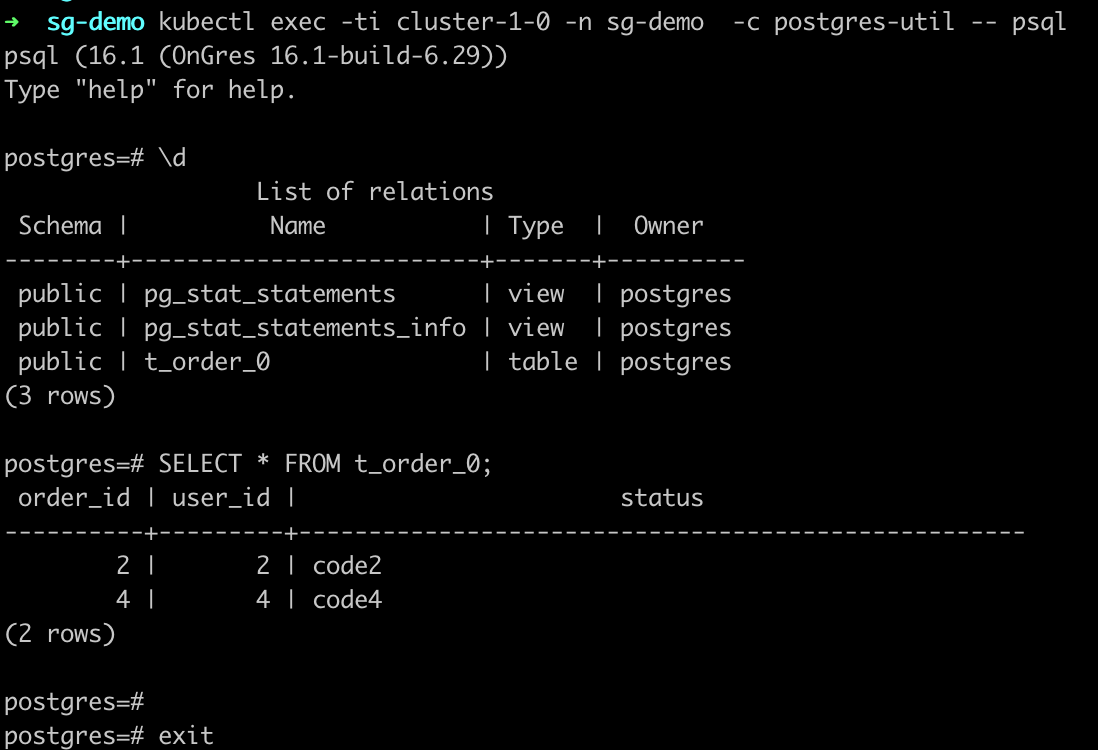 ➜  sg-demo kubectl exec -ti cluster-1-0 -n sg-demo  -c postgres-util -- psql
psql (16.1 (OnGres 16.1-build-6.29))
Type "help" for help.

postgres=# \d
                  List of relations
 Schema |          Name           | Type  |  Owner
--------+-------------------------+-------+----------
 public | pg_stat_statements      | view  | postgres
 public | pg_stat_statements_info | view  | postgres
 public | t_order_0               | table | postgres
(3 rows)

postgres=# SELECT * FROM t_order_0;
 order_id | user_id |                       status
----------+---------+----------------------------------------------------
        2 |       2 | code2
        4 |       4 | code4
(2 rows)

postgres=#
postgres=# exit